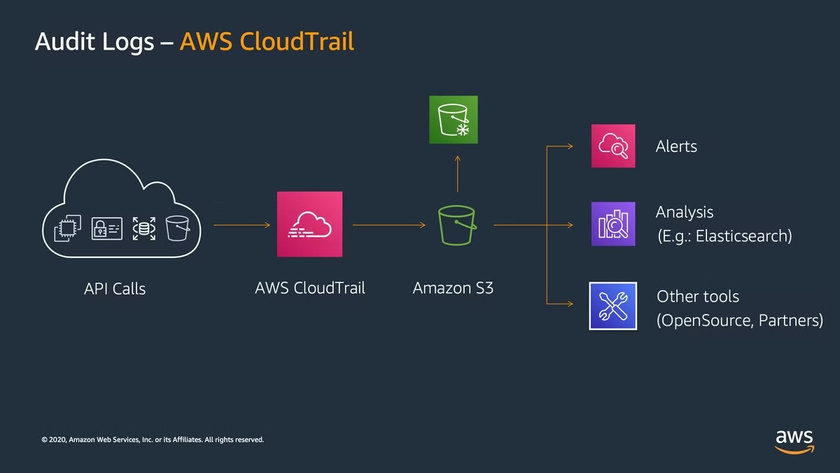 Audit Logs – AWS CloudTrail
Alerts
Analysis
(E.g.: Elasticsearch)
API Calls
AWS CloudTrail
Amazon S3
Other tools
(OpenSource, Partners)
© 2020, Amazon Web Services, Inc. or its Affiliates. All rights reserved.
aws